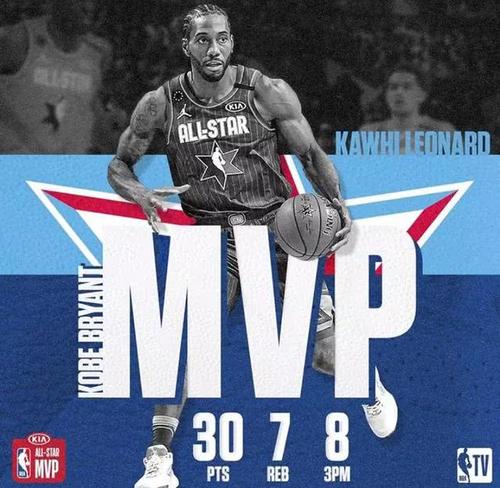 KIA
ALL-STAR
KAWHI LEONARD
KOBE BRYANT
MVP
30 7 8
PTS REB 3PM
KIA
ALL-STAR
MVP
NBA
TV